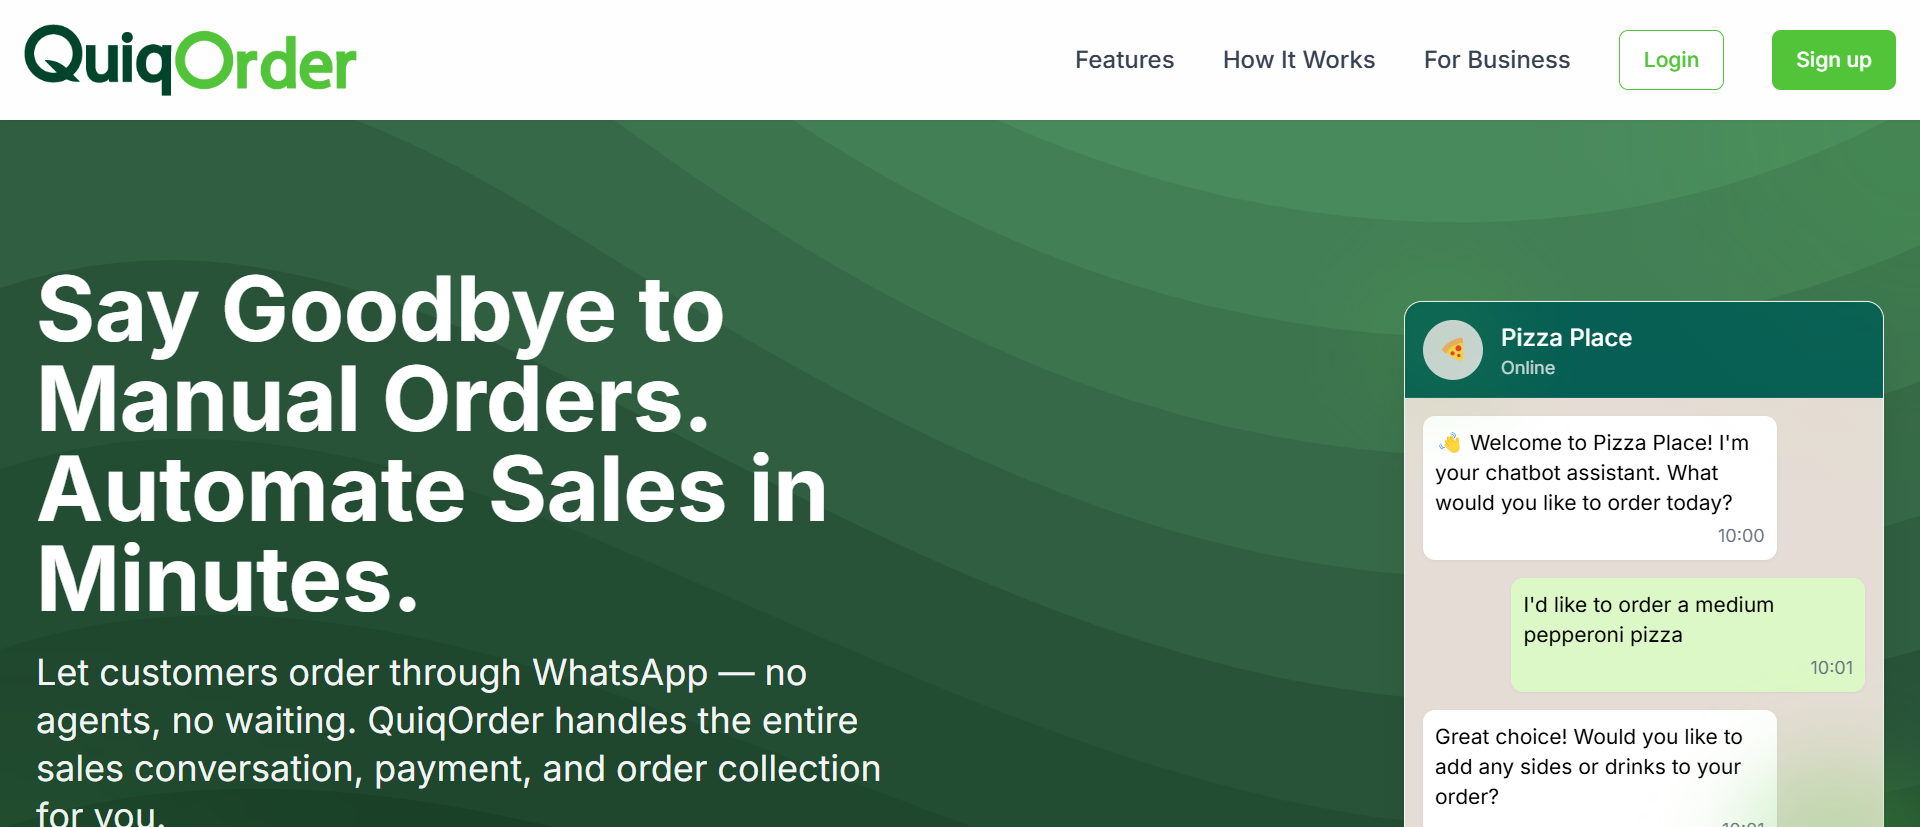 QuiqOrder
Features
How It Works
For Business
Login
Sign up
Say Goodbye to
Manual Orders.
Automate Sales in
Minutes.
Let customers order through WhatsApp — no
agents, no waiting. QuiqOrder handles the entire
sales conversation, payment, and order collection
for you.
Pizza Place
Online
👋 Welcome to Pizza Place! I'm
your chatbot assistant. What
would you like to order today?
10:00
I'd like to order a medium
pepperoni pizza
10:01
Great choice! Would you like to
add any sides or drinks to your
order?
10:01